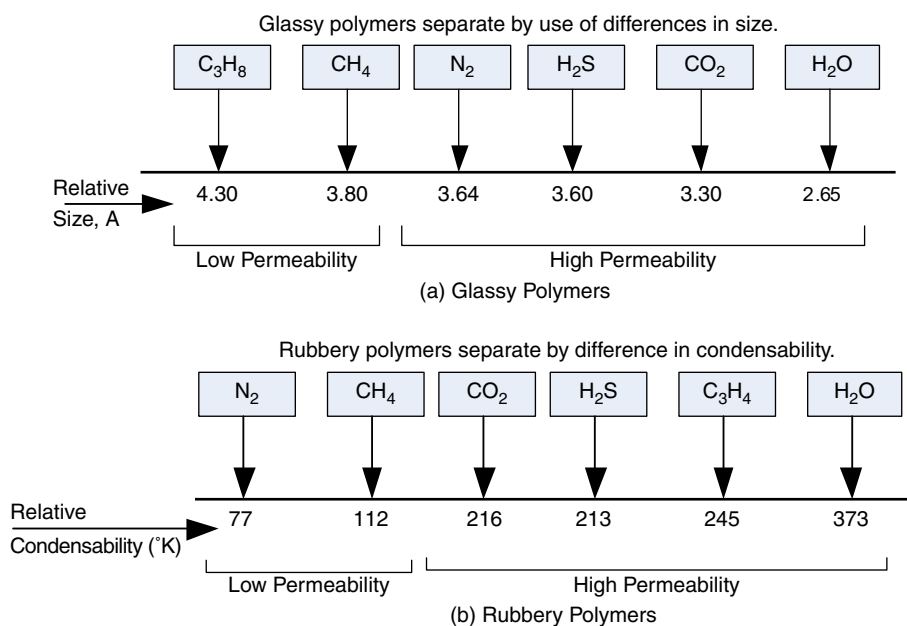 Glassy polymers separate by use of differences in size.
C₃H₈ CH₄ N₂ H₂S CO₂ H₂O
Relative
Size, A
4.30 3.80 3.64 3.60 3.30 2.65
Low Permeability High Permeability
(a) Glassy Polymers
Rubbery polymers separate by difference in condensability.
N₂ CH₄ CO₂ H₂S C₃H₄ H₂O
Relative
Condensability (°K)
77 112 216 213 245 373
Low Permeability High Permeability
(b) Rubbery Polymers